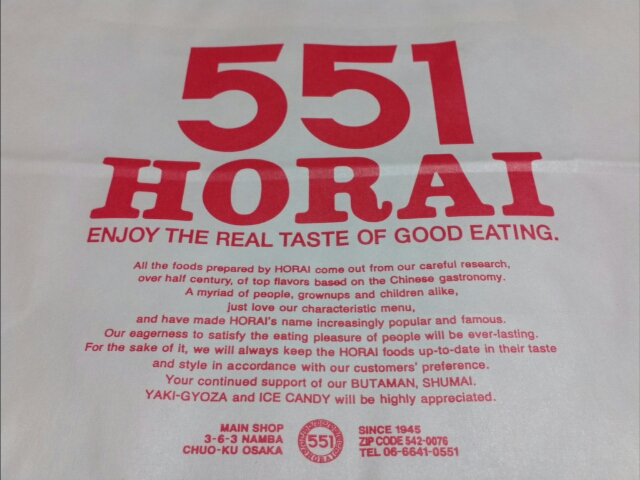 551
HORAI
ENJOY THE REAL TASTE OF GOOD EATING.
All the foods prepared by HORAI come out from our careful research,
over half century, of top flavors based on the Chinese gastronomy.
A myriad of people, grownups and children alike,
just love our characteristic menu,
and have made HORAI's name increasingly popular and famous.
Our eagerness to satisfy the eating pleasure of people will be ever-lasting.
For the sake of it, we will always keep the HORAI foods up-to-date in their taste
and style in accordance with our customers' preference.
Your continued support of our BUTAMAN, SHUMAI.
YAKI-GYOZA and ICE CANDY will be highly appreciated.
MAIN SHOP
3-6-3 NAMBA
CHUO-KU OSAKA
551
HORAI
SINCE 1945
ZIP CODE 542-0076
TEL 06-6641-0551